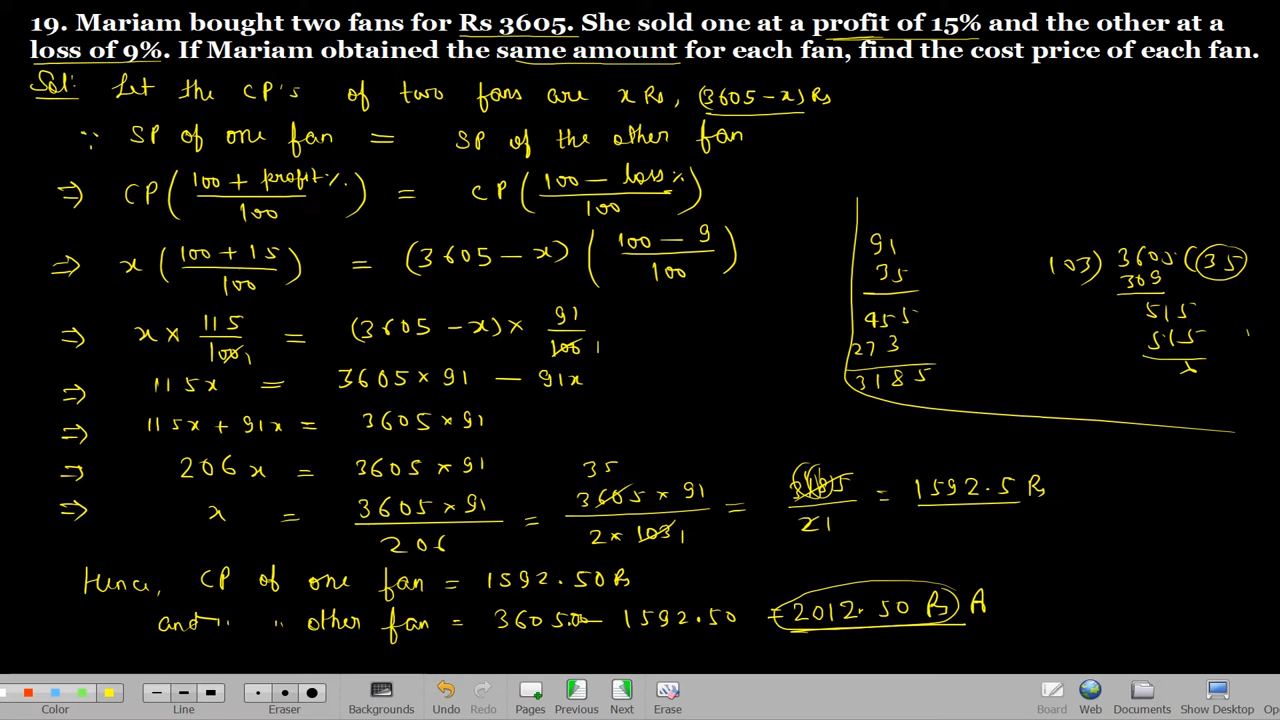 19. Mariam bought two fans for Rs 3605. She sold one at a profit of 15% and the other at a
loss of 9%. If Mariam obtained the same amount for each fan, find the cost price of each fan.
Sol: Let the CP's of two fans are x Rs, (3605-x) Rs
∵ SP of one fan = SP of the other fan
⇒ CP(100 + profit%/100) = CP(100 - loss%/100)
⇒ x(100 + 15/100) = (3605-x)(100 - 9/100)
⇒ x × 115/100 1 = (3605-x) × 91/100 1
⇒ 115x = 3605×91 - 91x
⇒ 115x + 91x = 3605×91
⇒ 206x = 3605×91
⇒ x = 3605×91/206 = 35 3605×91/2×103 1 = 3185/2 1 = 1592.5 Rs
Hence, CP of one fan = 1592.50 Rs
and " " other fan = 3605.00 - 1592.50 = 2012.50 Rs A
91
35
455
273
3185
103) 3605 (35
309
515
515
x
Color
Line
Eraser
Backgrounds
Undo
Redo
Pages
Previous
Next
Erase
Board
Web
Documents
Show Desktop